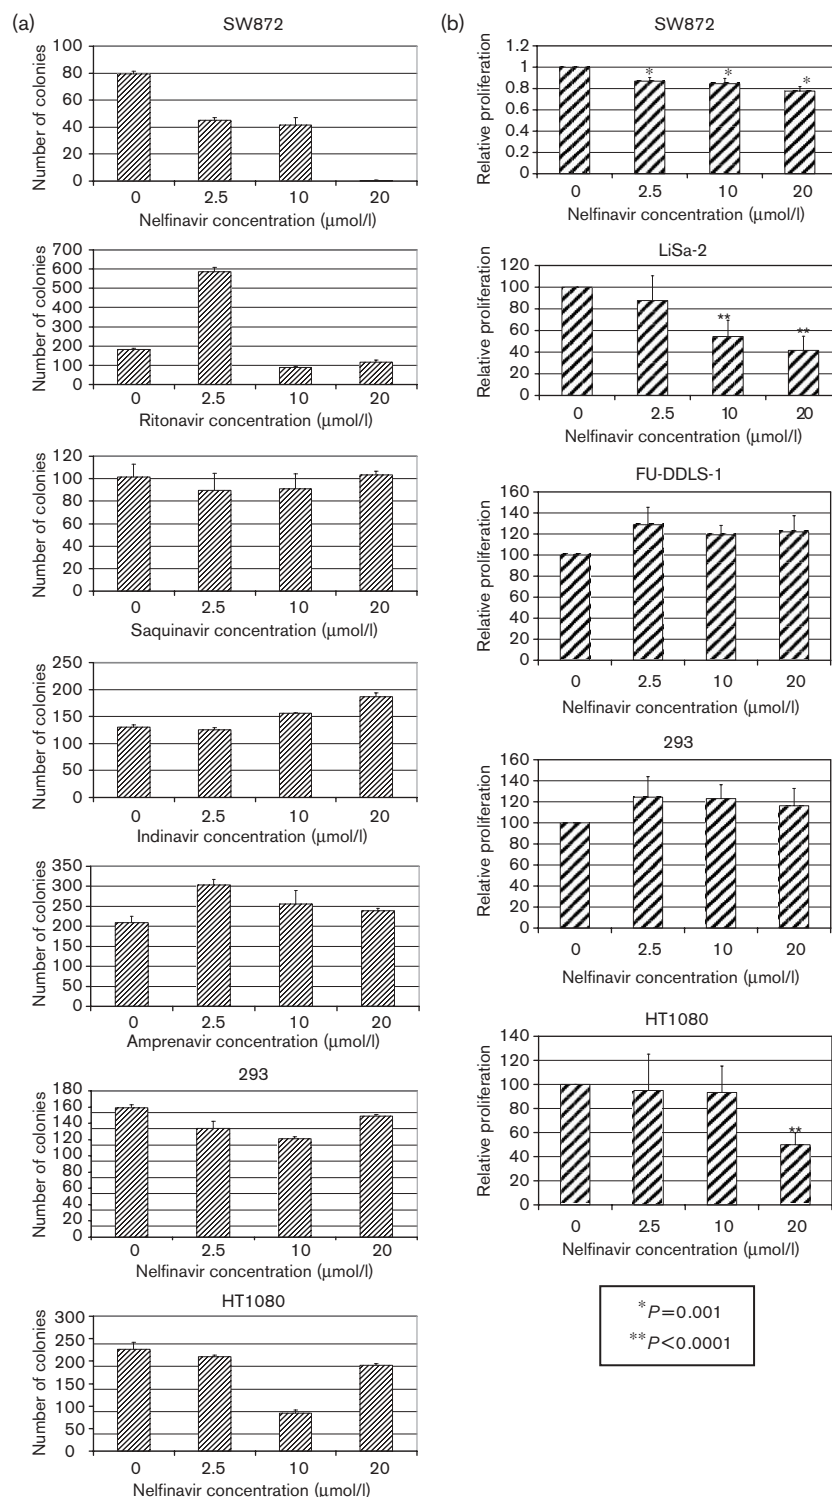 (a)
SW872
Number of colonies
100
80
60
40
20
0
0 2.5 10 20
Nelfinavir concentration (μmol/l)
Number of colonies
700
600
500
400
300
200
100
0
0 2.5 10 20
Ritonavir concentration (μmol/l)
Number of colonies
120
100
80
60
40
20
0
0 2.5 10 20
Saquinavir concentration (μmol/l)
Number of colonies
250
200
150
100
50
0
0 2.5 10 20
Indinavir concentration (μmol/l)
Number of colonies
350
300
250
200
150
100
50
0
0 2.5 10 20
Amprenavir concentration (μmol/l)
293
Number of colonies
180
160
140
120
100
80
60
40
20
0
0 2.5 10 20
Nelfinavir concentration (μmol/l)
HT1080
Number of colonies
300
250
200
150
100
50
0
0 2.5 10 20
Nelfinavir concentration (μmol/l)
(b)
SW872
Relative proliferation
1.2
1
0.8
0.6
0.4
0.2
0
* * *
0 2.5 10 20
Nelfinavir concentration (μmol/l)
LiSa-2
Relative proliferation
120
100
80
60
40
20
0
** **
0 2.5 10 20
Nelfinavir concentration (μmol/l)
FU-DDLS-1
Relative proliferation
160
140
120
100
80
60
40
20
0
0 2.5 10 20
Nelfinavir concentration (μmol/l)
293
Relative proliferation
160
140
120
100
80
60
40
20
0
0 2.5 10 20
Nelfinavir concentration (μmol/l)
HT1080
Relative proliferation
140
120
100
80
60
40
20
0
**
0 2.5 10 20
Nelfinavir concentration (μmol/l)
*P=0.001
**P<0.0001